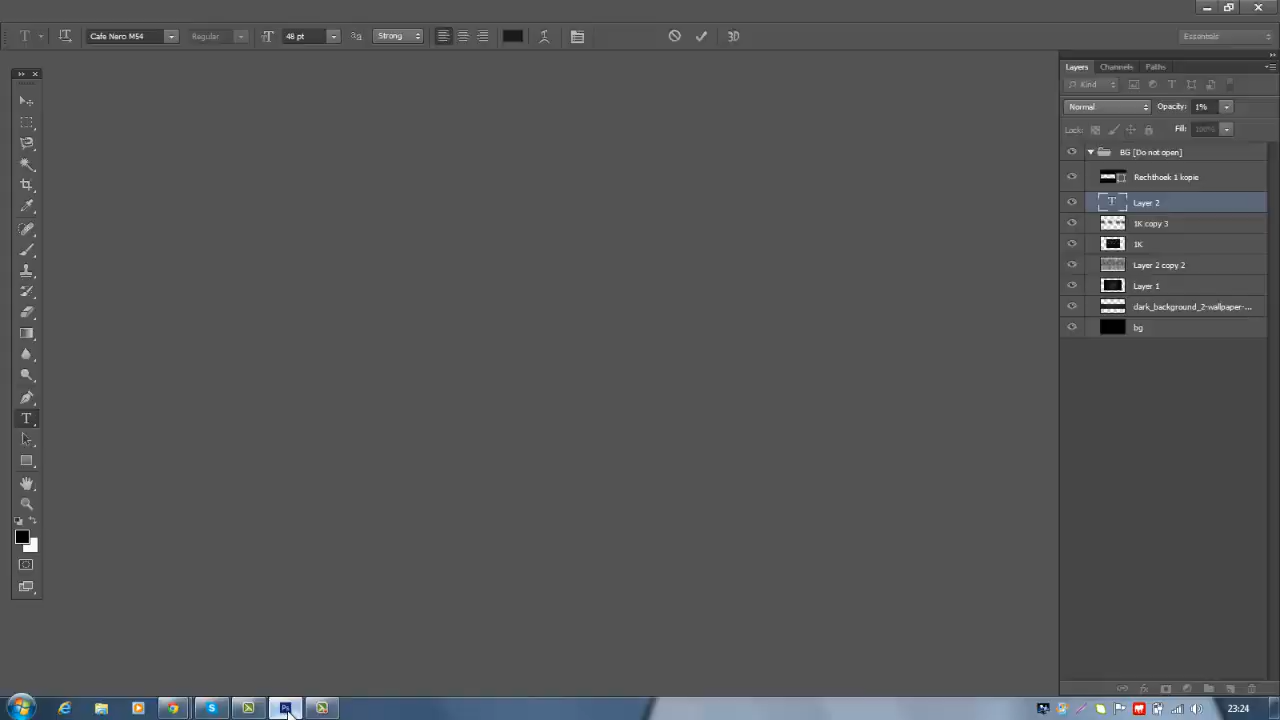 Cafe Nero M54 Regular 48 pt Strong 3D Essentials
Layers Channels Paths
Kind
Normal Opacity: 1%
Lock: Fill: 100%
BG [Do not open]
Rechthoek 1 kopie
Layer 2
1K copy 3
1K
Layer 2 copy 2
Layer 1
dark_background_2-wallpaper-...
bg
23:24